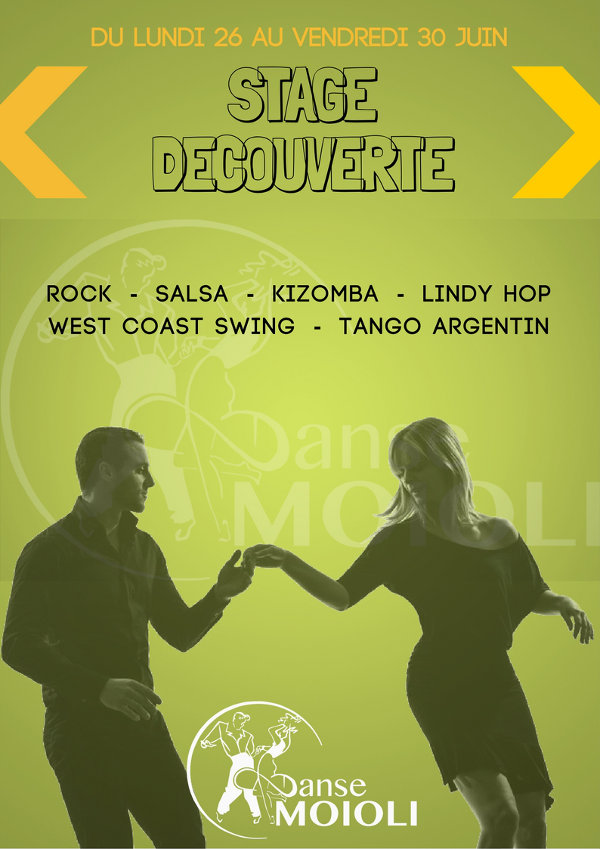 DU LUNDI 26 AU VENDREDI 30 JUIN
STAGE
DECOUVERTE
ROCK - SALSA - KIZOMBA - LINDY HOP
WEST COAST SWING - TANGO ARGENTIN
Danse
MOIOLI
Danse
MOIOLI